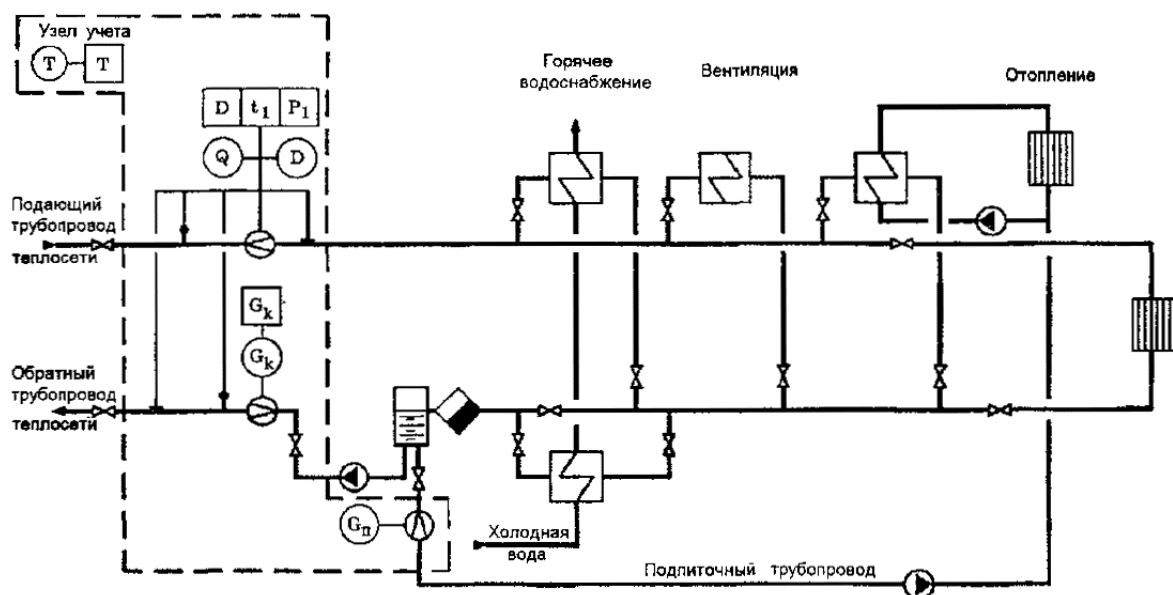 Узел учета
T T
Горячее
водоснабжение
Вентиляция
Отопление
D t1 P1
Q D
Подающий
трубопровод
теплосети
Gk
Gk
Обратный
трубопровод
теплосети
Gп
Холодная
вода
Подпиточный трубопровод